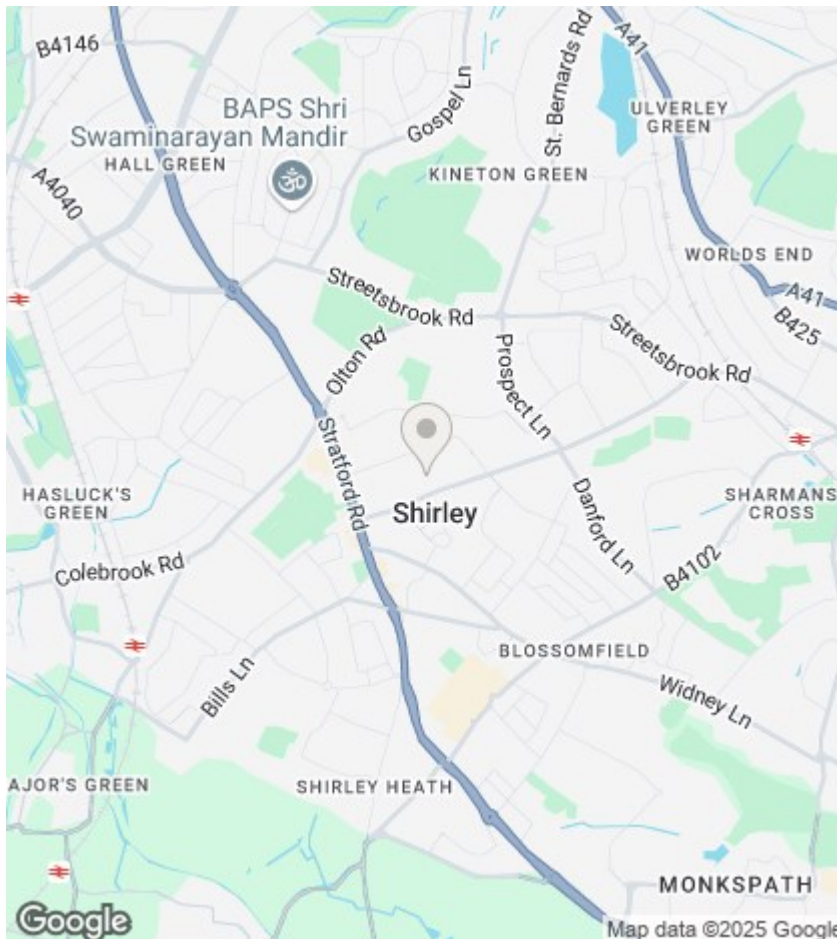 B4146
A41
BAPS Shri
Swaminarayan Mandir
HALL GREEN
Gospel Ln
St. Bernards Rd
ULVERLEY
GREEN
KINETON GREEN
A4040
WORLDS END
A41
B425
Streetsbrook Rd
Streetsbrook Rd
Olton Rd
Prospect Ln
Stratford Rd
HASLUCK'S
GREEN
Shirley
Danford Ln
SHARMANS
CROSS
Colebrook Rd
B4102
BLOSSOMFIELD
Bills Ln
Widney Ln
AJOR'S GREEN
SHIRLEY HEATH
MONKSPATH
Google
Map data ©2025 Google